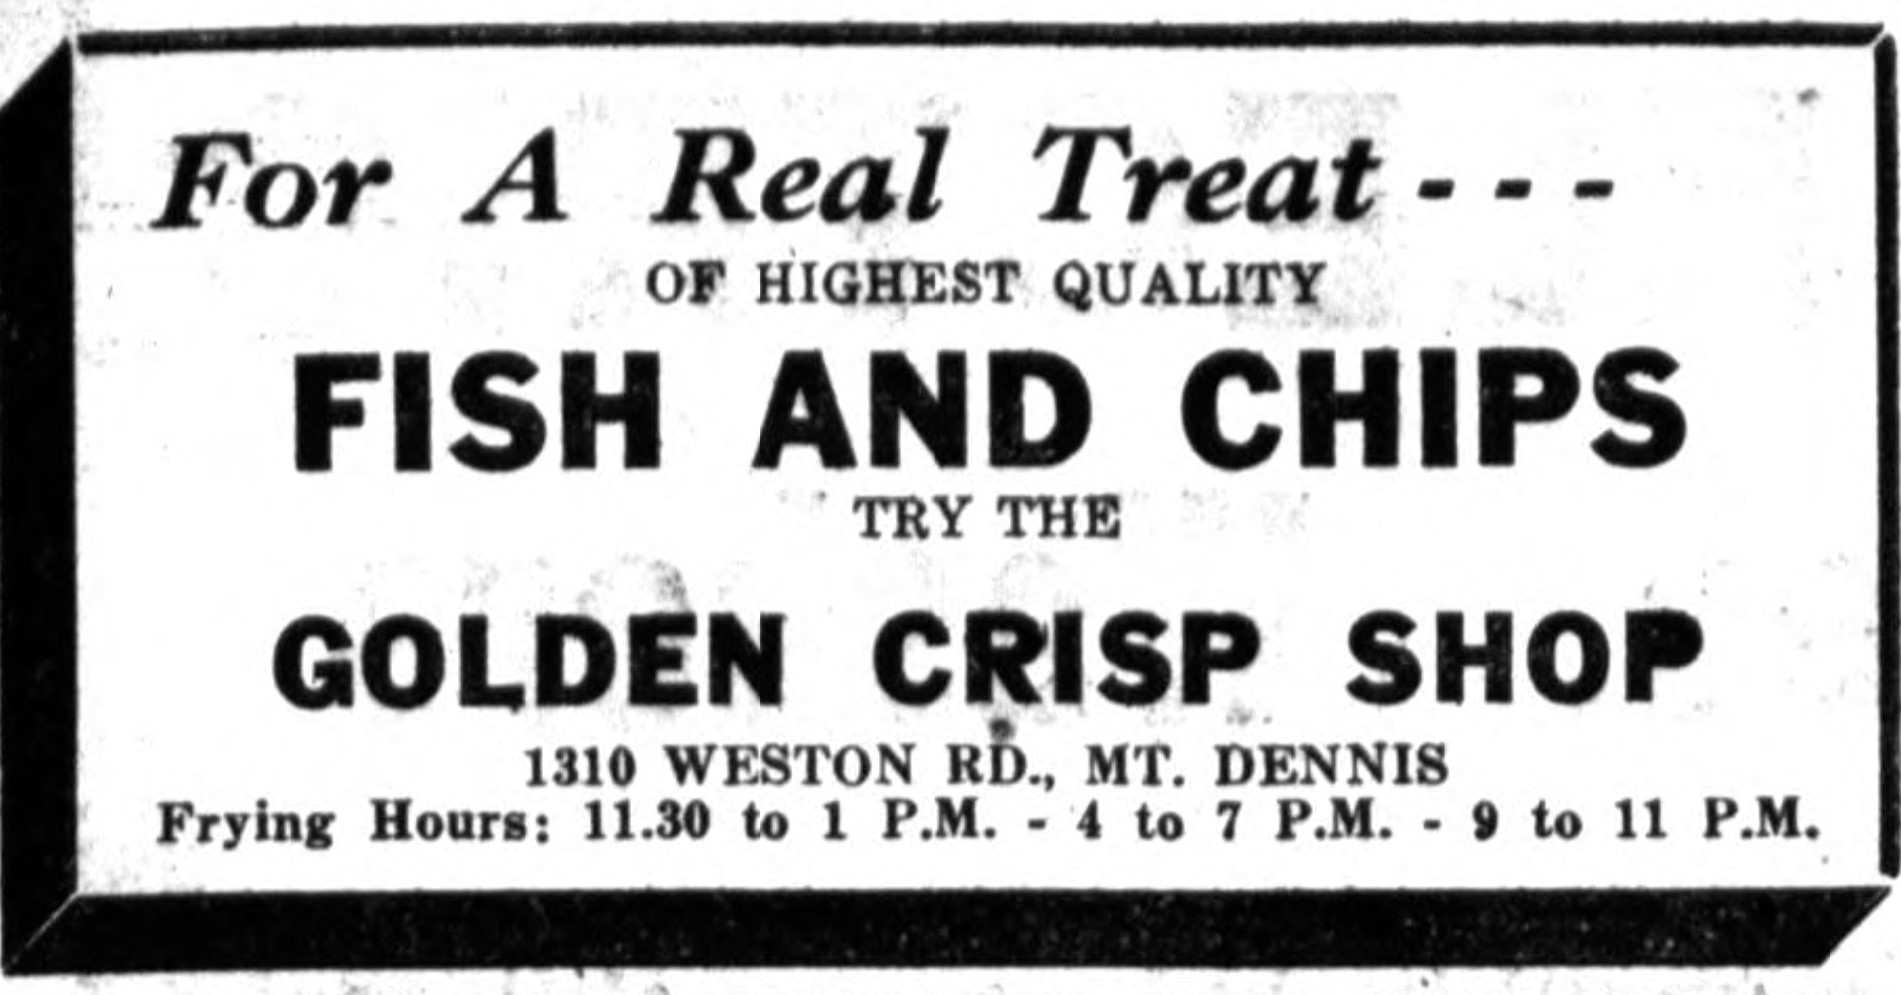 For A Real Treat - - -
OF HIGHEST QUALITY
FISH AND CHIPS
TRY THE
GOLDEN CRISP SHOP
1310 WESTON RD., MT. DENNIS
Frying Hours: 11.30 to 1 P.M. - 4 to 7 P.M. - 9 to 11 P.M.